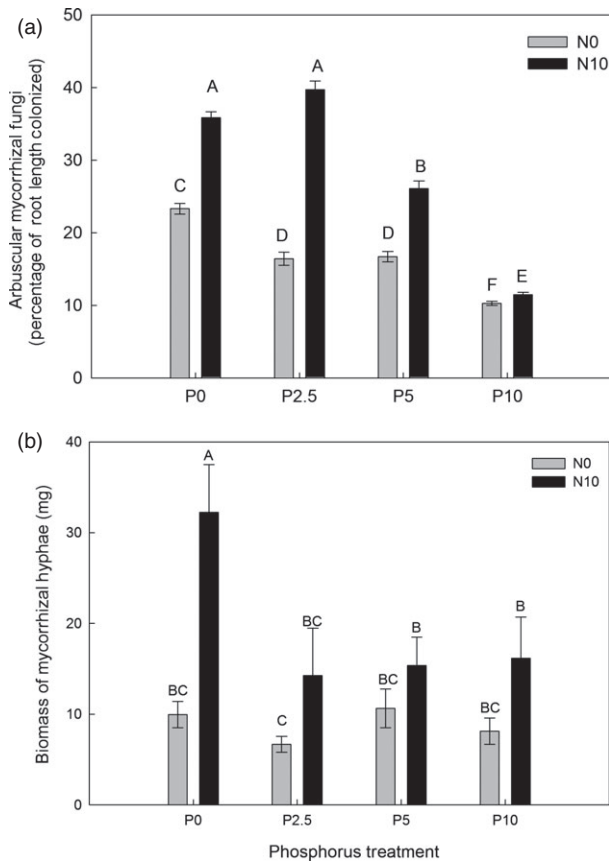 (a)
Arbuscular mycorrhizal fungi
(percentage of root length colonized)
50
40
30
20
10
0
N0
N10
C
A
D
A
D
B
F
E
P0
P2.5
P5
P10
(b)
Biomass of mycorrhizal hyphae (mg)
40
30
20
10
0
N0
N10
BC
A
C
BC
BC
B
BC
B
P0
P2.5
P5
P10
Phosphorus treatment